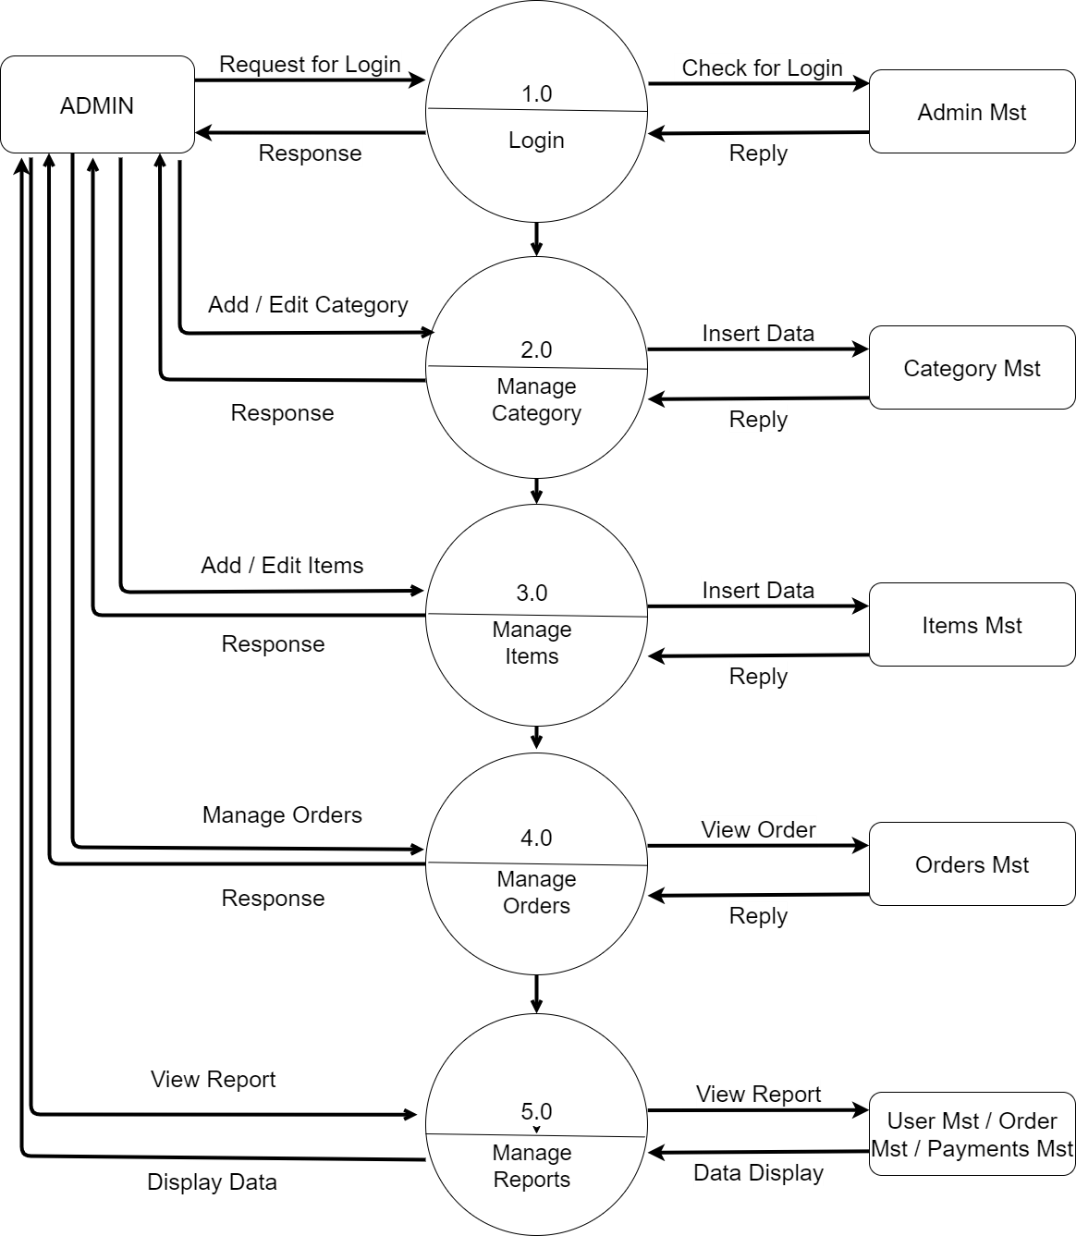 Request for Login
Check for Login
ADMIN
1.0
Admin Mst
Login
Response
Reply
Add / Edit Category
Insert Data
2.0
Category Mst
Manage
Category
Response
Reply
Add / Edit Items
Insert Data
3.0
Items Mst
Manage
Items
Response
Reply
Manage Orders
View Order
4.0
Orders Mst
Manage
Orders
Response
Reply
View Report
View Report
5.0
User Mst / Order
Mst / Payments Mst
Manage
Reports
Display Data
Data Display